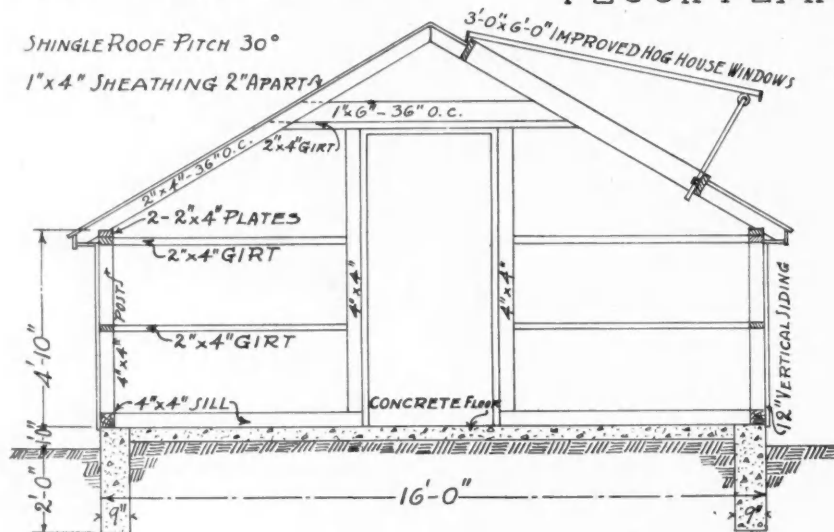 3'-0"x6'-0" IMPROVED HOG HOUSE WINDOWS
SHINGLE ROOF PITCH 30°
1"x4" SHEATHING 2" APART
1"x6"-36" O.C.
2"x4" GIRT
2"x4"-36" O.C.
2-2"x4" PLATES
2"x4" GIRT
4"x4" POSTS
4"x4"
4"x4"
2"x4" GIRT
4"x4" SILL
CONCRETE FLOOR
12" VERTICAL SIDING
4'-10"
10"
2'-0"
16'-0"
9"
9"